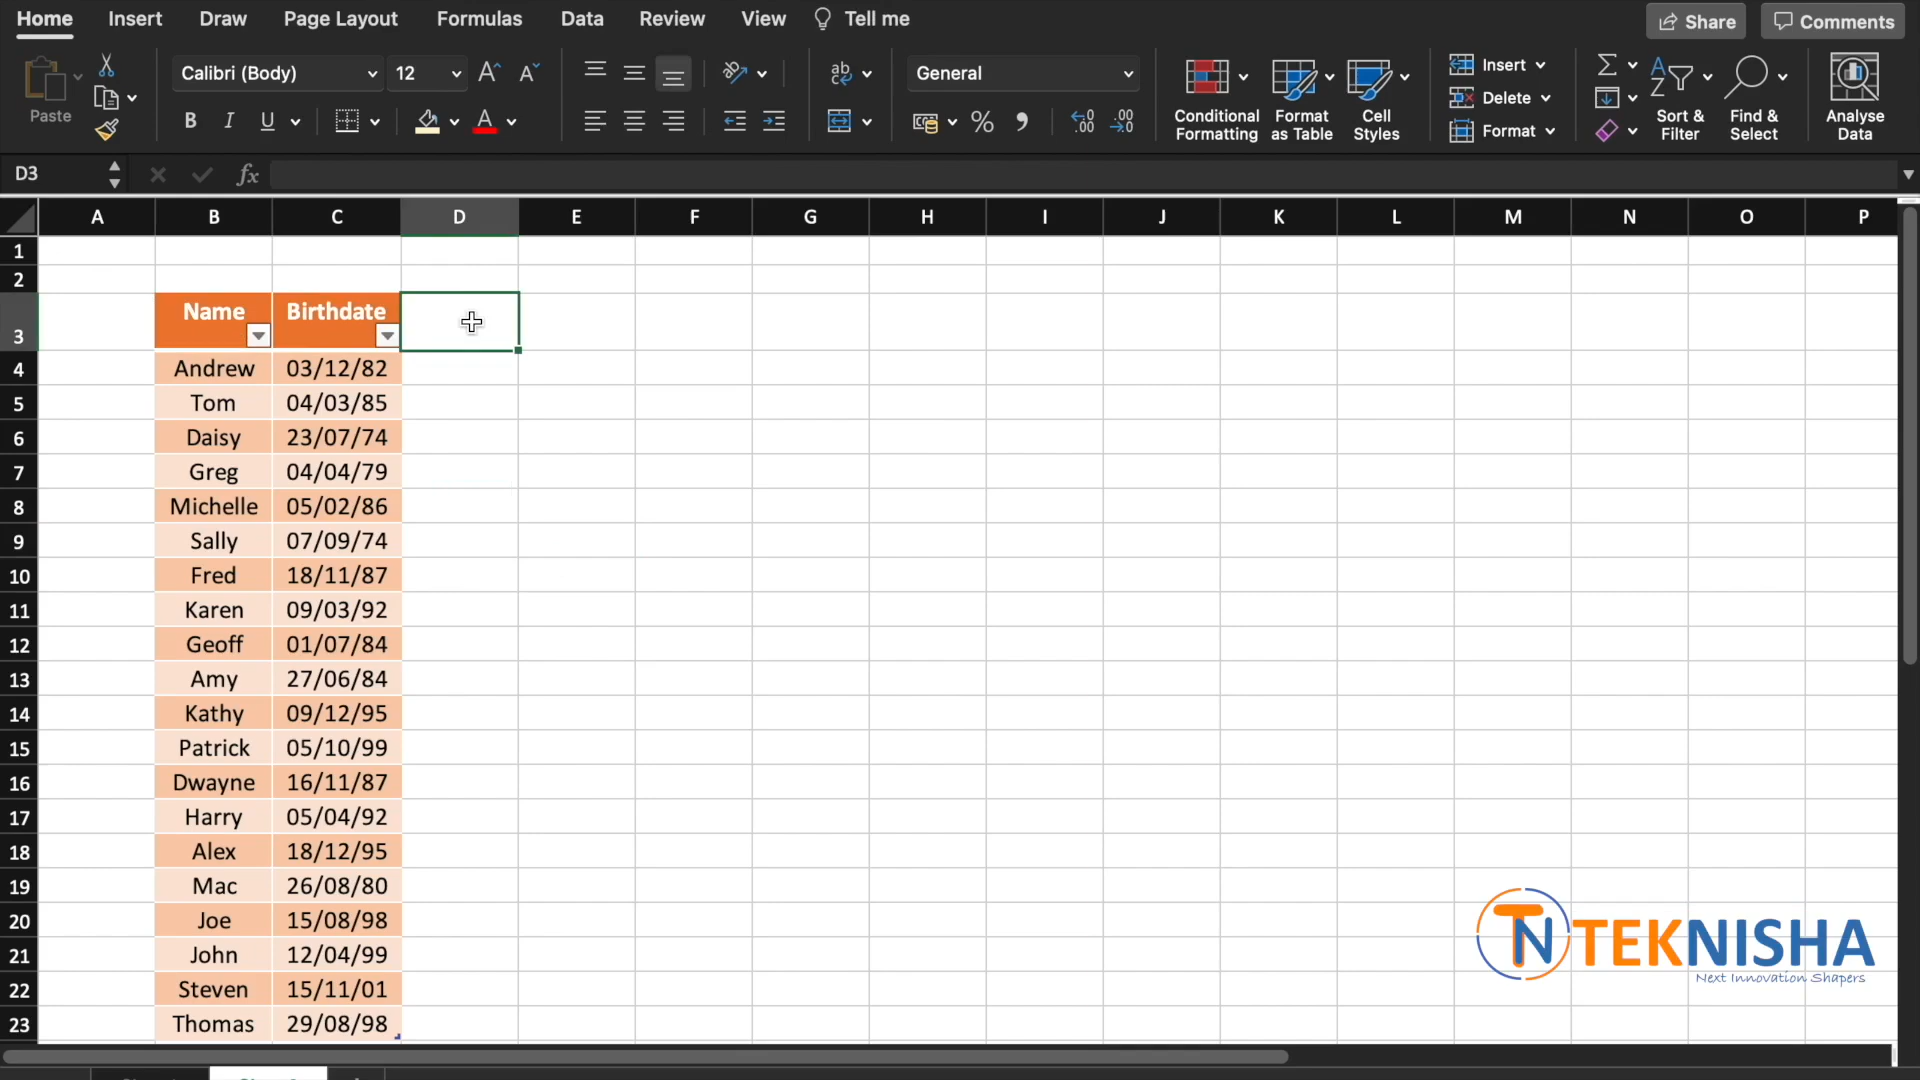 Home Insert Draw Page Layout Formulas Data Review View Tell me Share Comments
Paste Calibri (Body) 12 A A ab General Conditional Formatting Format as Table Cell Styles Insert Delete Format Sort & Filter Find & Select Analyse Data
B I U A % .00 .00
D3 fx
A B C D E F G H I J K L M N O P
1
2
3 Name Birthdate
4 Andrew 03/12/82
5 Tom 04/03/85
6 Daisy 23/07/74
7 Greg 04/04/79
8 Michelle 05/02/86
9 Sally 07/09/74
10 Fred 18/11/87
11 Karen 09/03/92
12 Geoff 01/07/84
13 Amy 27/06/84
14 Kathy 09/12/95
15 Patrick 05/10/99
16 Dwayne 16/11/87
17 Harry 05/04/92
18 Alex 18/12/95
19 Mac 26/08/80
20 Joe 15/08/98
21 John 12/04/99
22 Steven 15/11/01
23 Thomas 29/08/98
TN TEKNISHA
Next Innovation Shapers